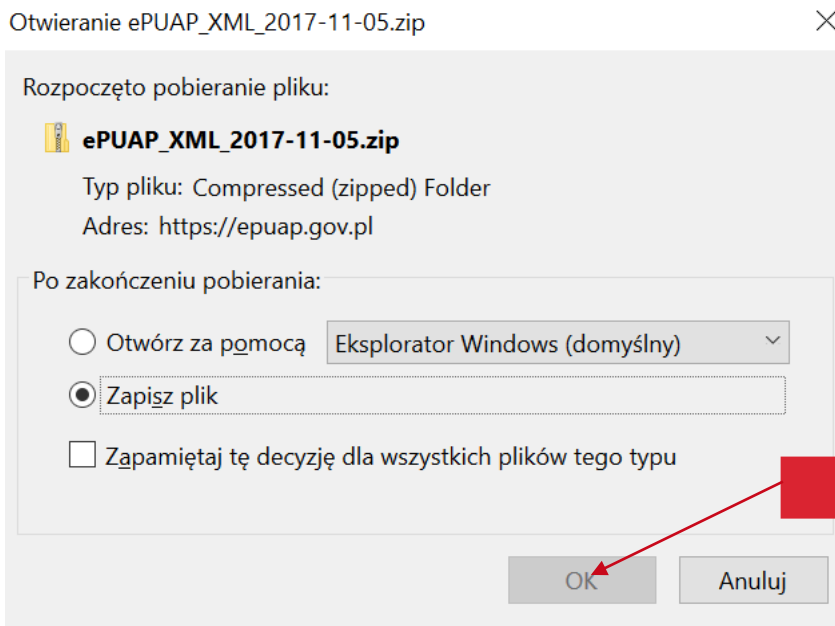 Otwieranie ePUAP_XML_2017-11-05.zip
Rozpoczęto pobieranie pliku:
ePUAP_XML_2017-11-05.zip
Typ pliku: Compressed (zipped) Folder
Adres: https://epuap.gov.pl
Po zakończeniu pobierania:
Otwórz za pomocą Eksplorator Windows (domyślny)
Zapisz plik
Zapamiętaj tę decyzję dla wszystkich plików tego typu
OK Anuluj